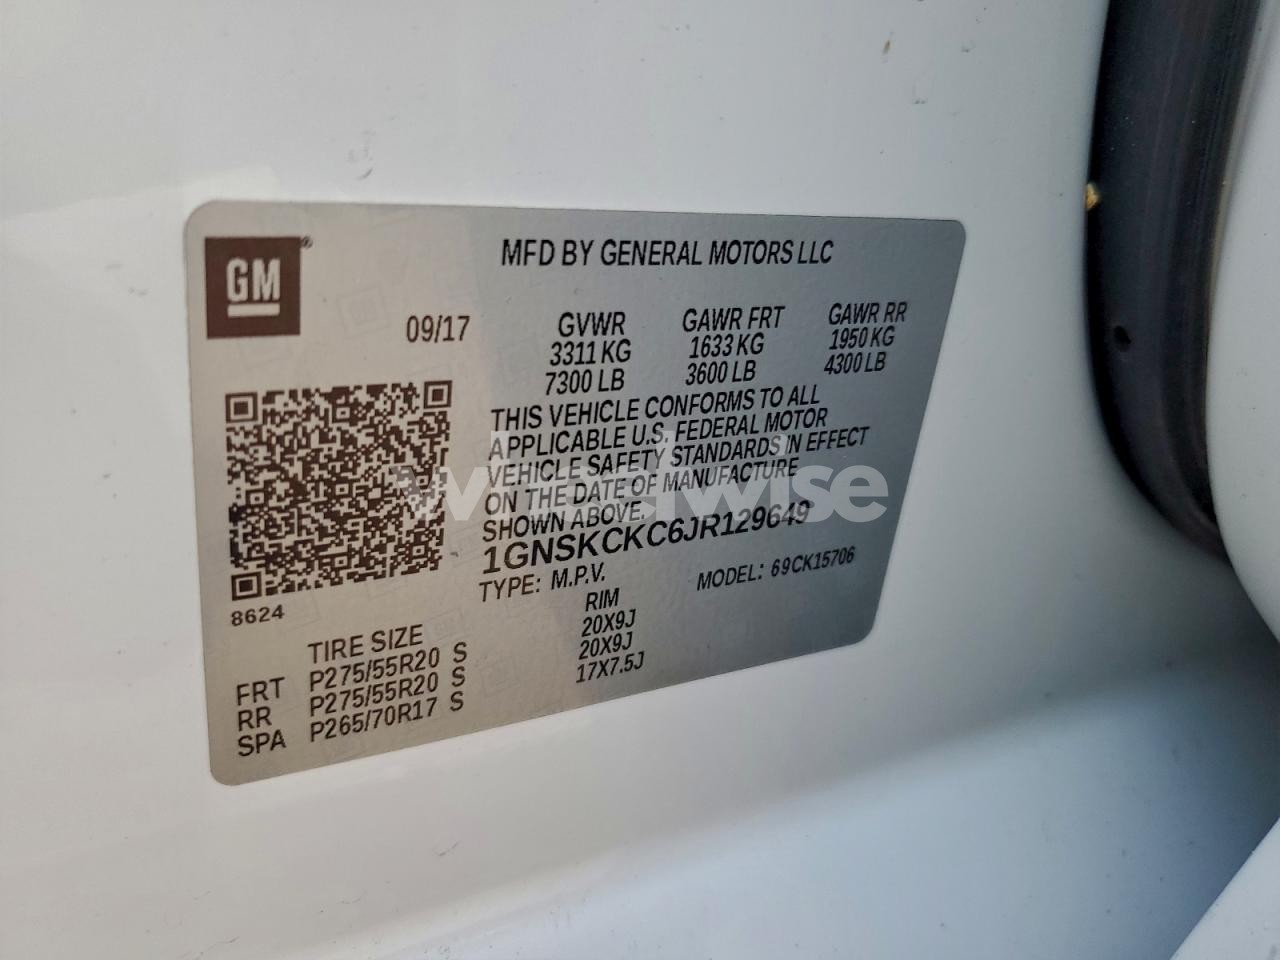 GM®
MFD BY GENERAL MOTORS LLC
09/17
GVWR GAWR FRT GAWR RR
3311 KG 1633 KG 1950 KG
7300 LB 3600 LB 4300 LB
THIS VEHICLE CONFORMS TO ALL
APPLICABLE U.S. FEDERAL MOTOR
VEHICLE SAFETY STANDARDS IN EFFECT
ON THE DATE OF MANUFACTURE
SHOWN ABOVE.
1GNSKCKC6JR129649
TYPE: M.P.V. MODEL: 69CK15706
8624
TIRE SIZE RIM
FRT P275/55R20 S 20X9J
RR P275/55R20 S 20X9J
SPA P265/70R17 S 17X7.5J